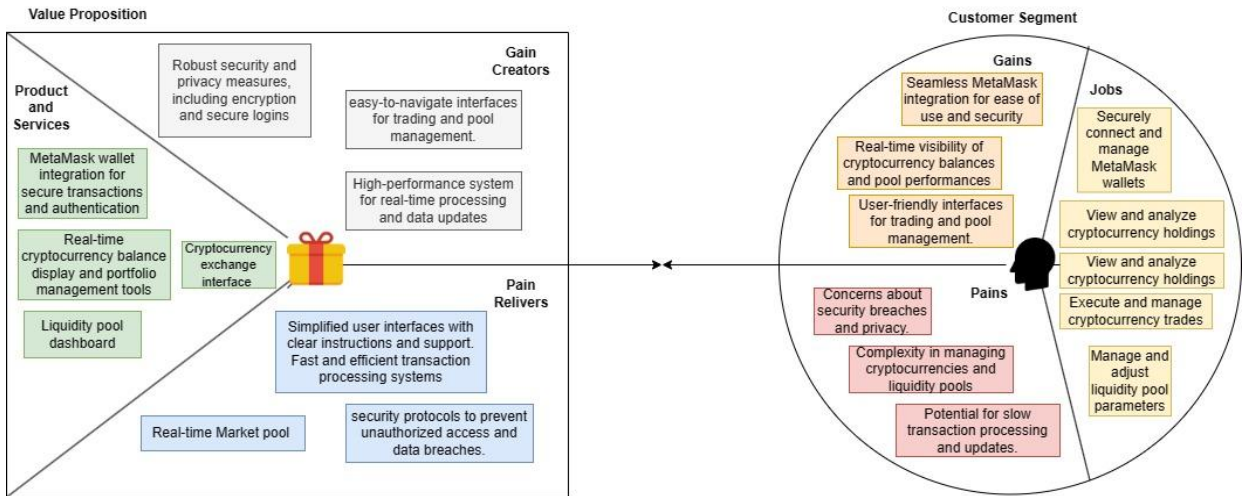 Value Proposition
Gain
Creators
Robust security and
privacy measures,
including encryption
and secure logins
easy-to-navigate interfaces
for trading and pool
management.
High-performance system
for real-time processing
and data updates
Product
and
Services
MetaMask wallet
integration for
secure transactions
and authentication
Real-time
cryptocurrency balance
display and portfolio
management tools
Cryptocurrency
exchange
interface
Liquidity pool
dashboard
Pain
Relivers
Simplified user interfaces with
clear instructions and support.
Fast and efficient transaction
processing systems
Real-time Market pool
security protocols to prevent
unauthorized access and
data breaches.
Customer Segment
Gains
Seamless MetaMask
integration for ease of
use and security
Real-time visibility of
cryptocurrency balances
and pool performances
User-friendly interfaces
for trading and pool
management.
Jobs
Securely
connect and
manage
MetaMask
wallets
View and analyze
cryptocurrency holdings
View and analyze
cryptocurrency holdings
Execute and manage
cryptocurrency trades
Manage and
adjust
liquidity pool
parameters
Pains
Concerns about
security breaches
and privacy.
Complexity in managing
cryptocurrencies and
liquidity pools
Potential for slow
transaction processing
and updates.